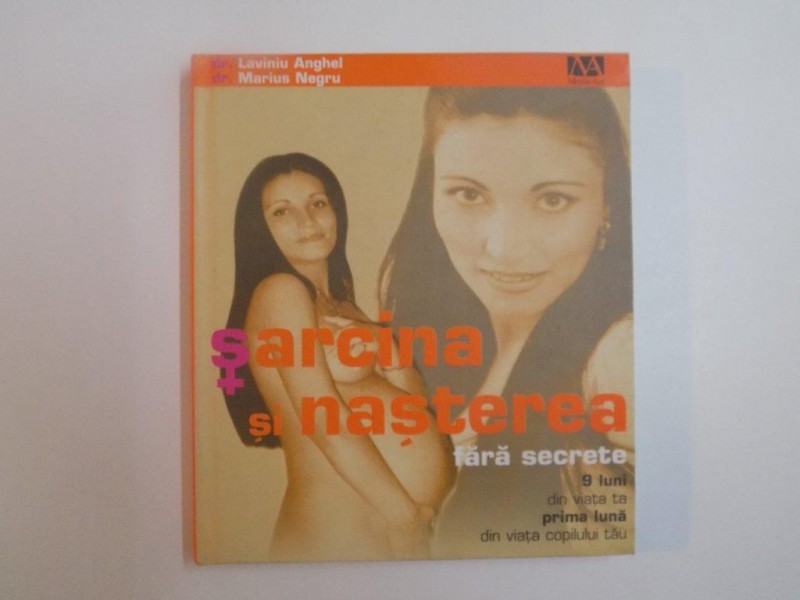 dr. Laviniu Anghel
dr. Marius Negru
MediaArt
sarcina
și nașterea
fără secrete
9 luni
din viața ta
prima lună
din viața copilului tău